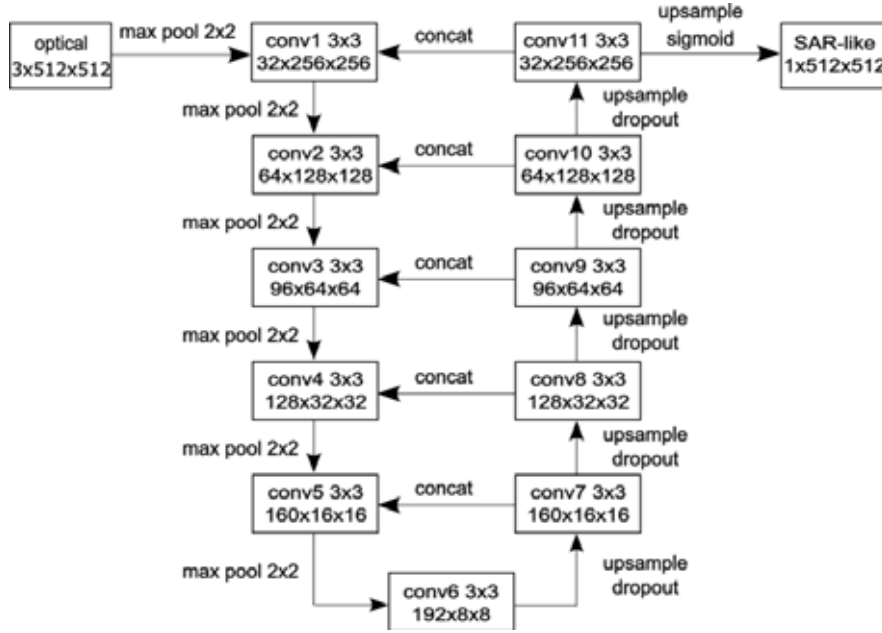 optical
3x512x512
max pool 2x2
conv1 3x3
32x256x256
concat
conv11 3x3
32x256x256
upsample
sigmoid
SAR-like
1x512x512
max pool 2x2
upsample
dropout
conv2 3x3
64x128x128
concat
conv10 3x3
64x128x128
max pool 2x2
upsample
dropout
conv3 3x3
96x64x64
concat
conv9 3x3
96x64x64
max pool 2x2
upsample
dropout
conv4 3x3
128x32x32
concat
conv8 3x3
128x32x32
max pool 2x2
upsample
dropout
conv5 3x3
160x16x16
concat
conv7 3x3
160x16x16
max pool 2x2
upsample
dropout
conv6 3x3
192x8x8